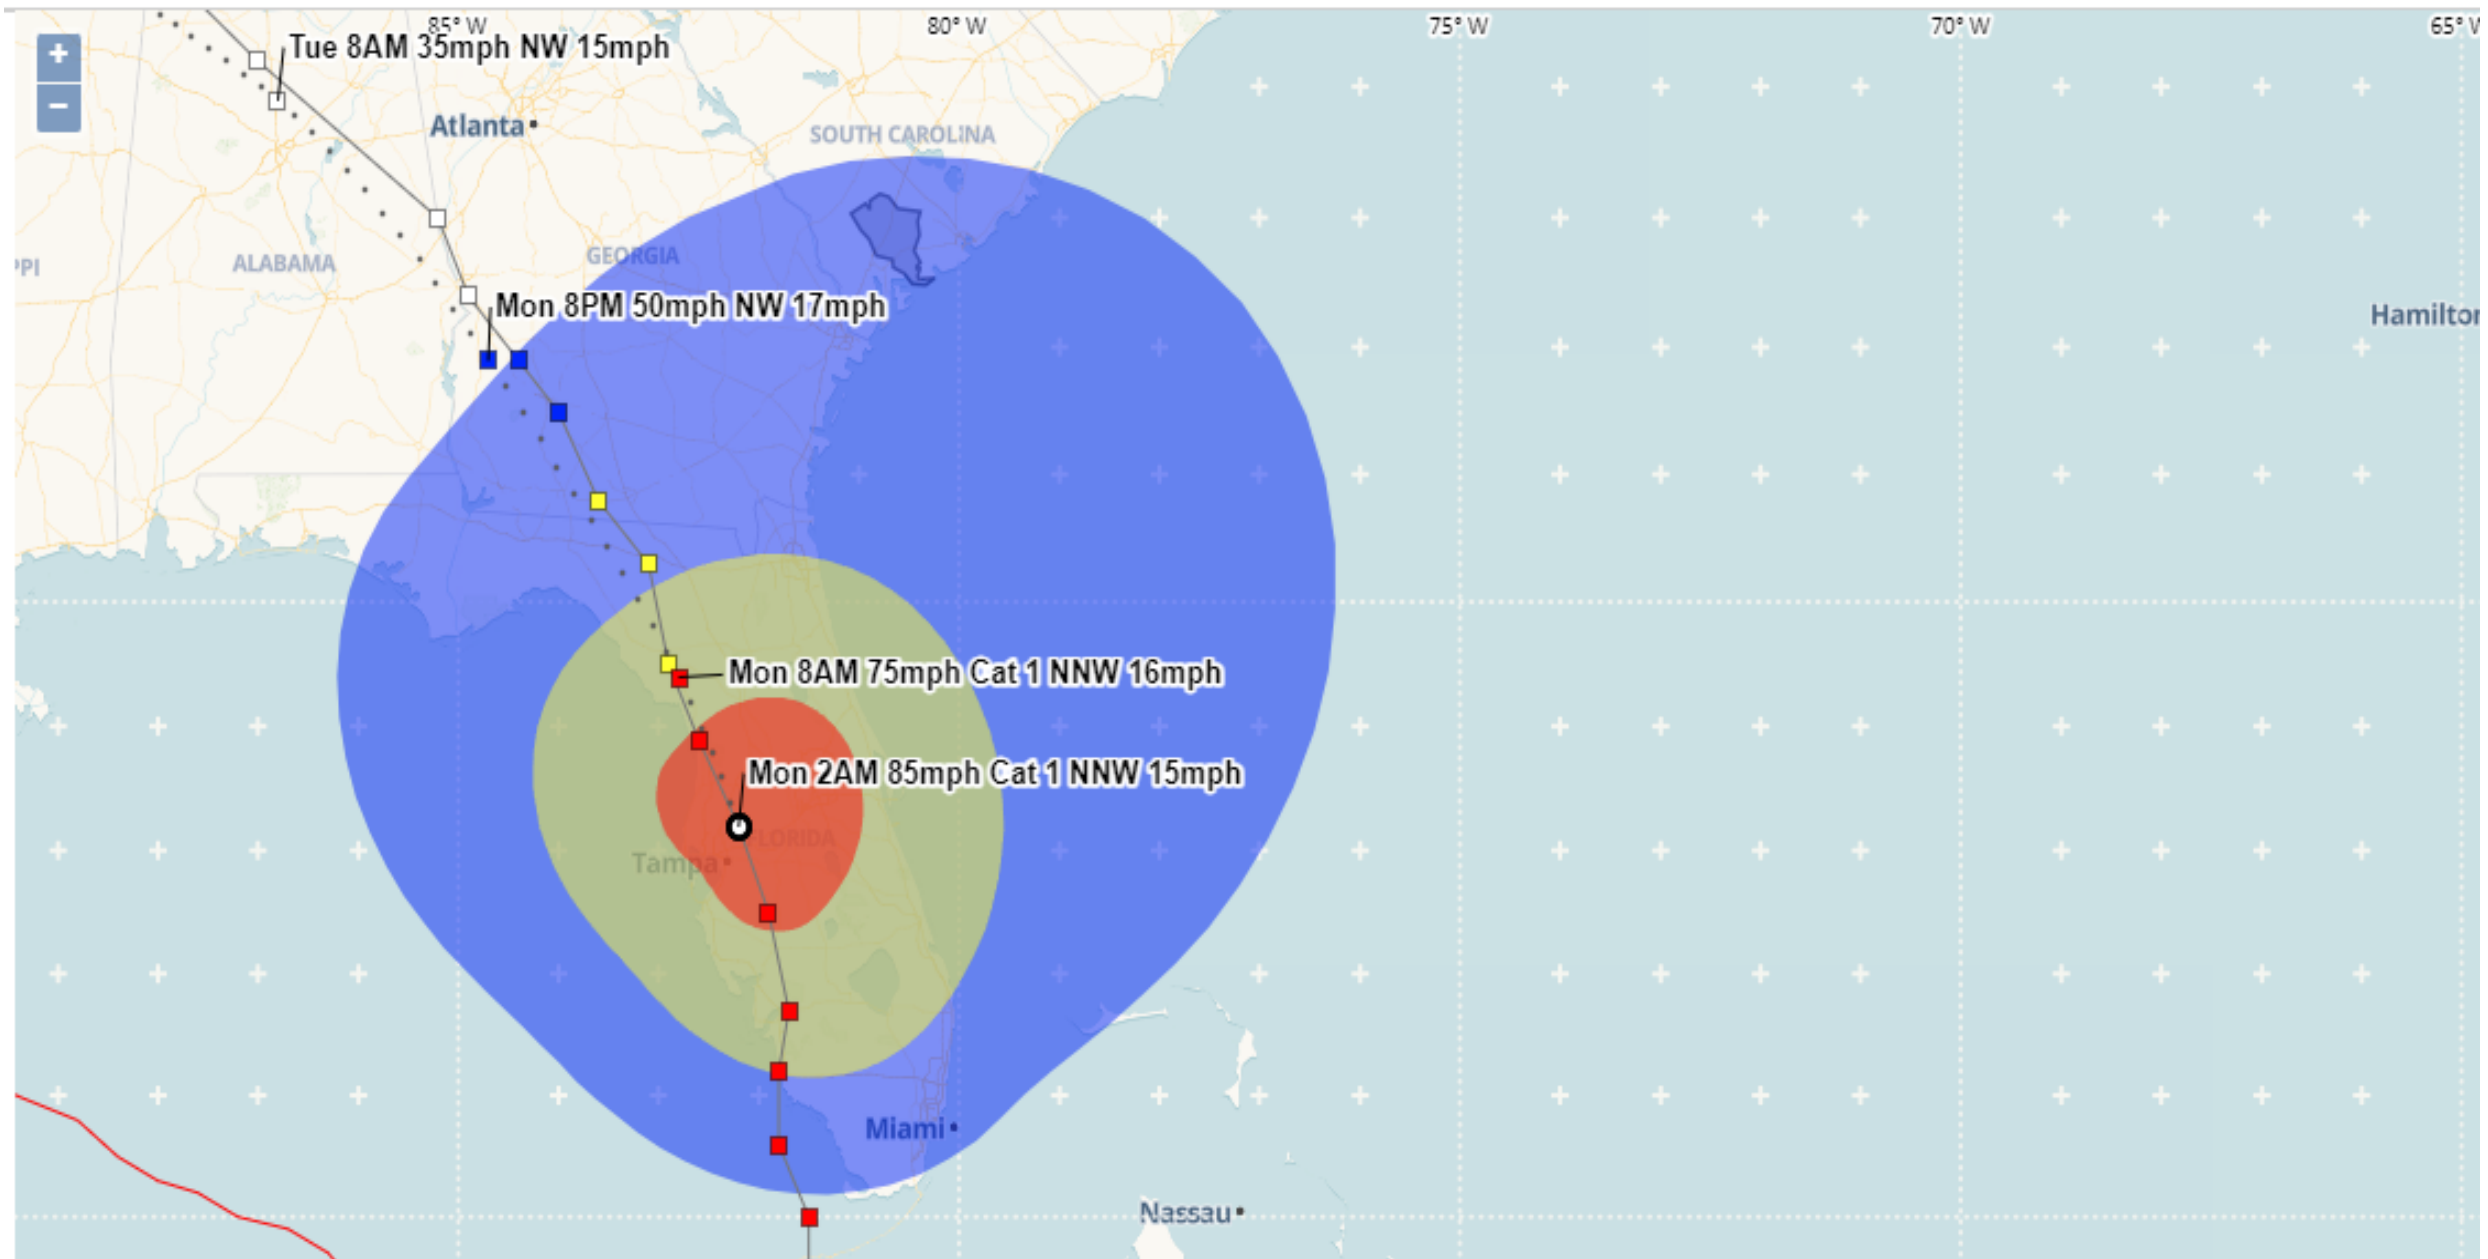 85° W
80° W
75° W
70° W
65° W
+
−
Tue 8AM 35mph NW 15mph
Atlanta
SOUTH CAROLINA
GEORGIA
ALABAMA
PPI
Mon 8PM 50mph NW 17mph
Hamilton
Mon 8AM 75mph Cat 1 NNW 16mph
Mon 2AM 85mph Cat 1 NNW 15mph
FLORIDA
Tampa
Miami
Nassau